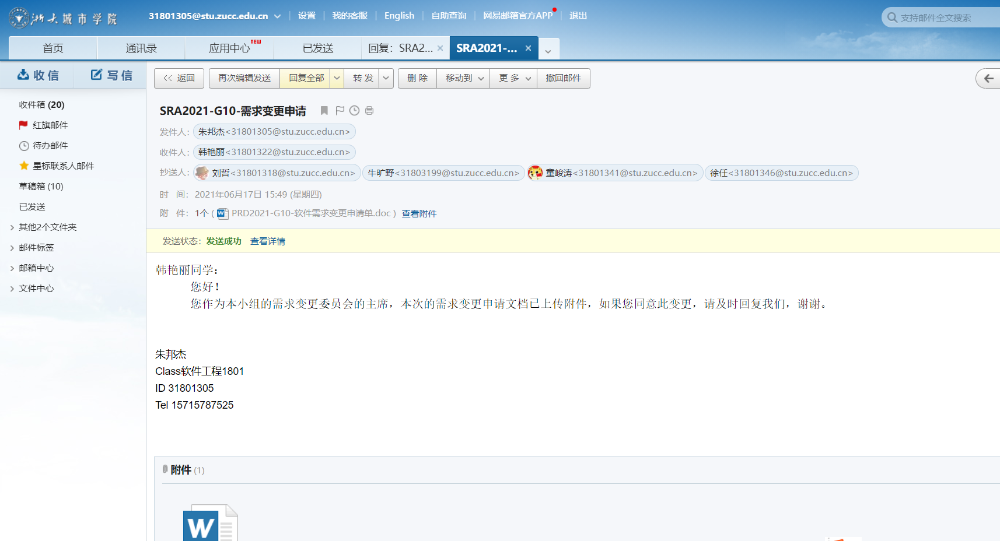 浙大城市学院
31801305@stu.zucc.edu.cn 设置 我的客服 English 自助查询 网易邮箱官方APP 退出
支持邮件全文搜索
首页 通讯录 应用中心 NEW 已发送 回复：SRA2... × SRA2021-... ×
收信 写信
<< 返回 再次编辑发送 回复全部 转发 删除 移动到 更多 撤回邮件
收件箱 (20)
红旗邮件
待办邮件
星标联系人邮件
草稿箱 (10)
已发送
其他2个文件夹
邮件标签
邮箱中心
文件中心
SRA2021-G10-需求变更申请
发件人： 朱邦杰<31801305@stu.zucc.edu.cn>
收件人： 韩艳丽<31801322@stu.zucc.edu.cn>
抄送人： 刘哲<31801318@stu.zucc.edu.cn> 牛旷野<31803199@stu.zucc.edu.cn> 童峻涛<31801341@stu.zucc.edu.cn> 徐任<31801346@stu.zucc.edu.cn>
时 间： 2021年06月17日 15:49 (星期四)
附 件： 1个 ( W PRD2021-G10-软件需求变更申请单.doc ) 查看附件
发送状态： 发送成功 查看详情
韩艳丽同学：
您好！
您作为本小组的需求变更委员会的主席，本次的需求变更申请文档已上传附件，如果您同意此变更，请及时回复我们，谢谢。
朱邦杰
Class软件工程1801
ID 31801305
Tel 15715787525
附件 (1)
W